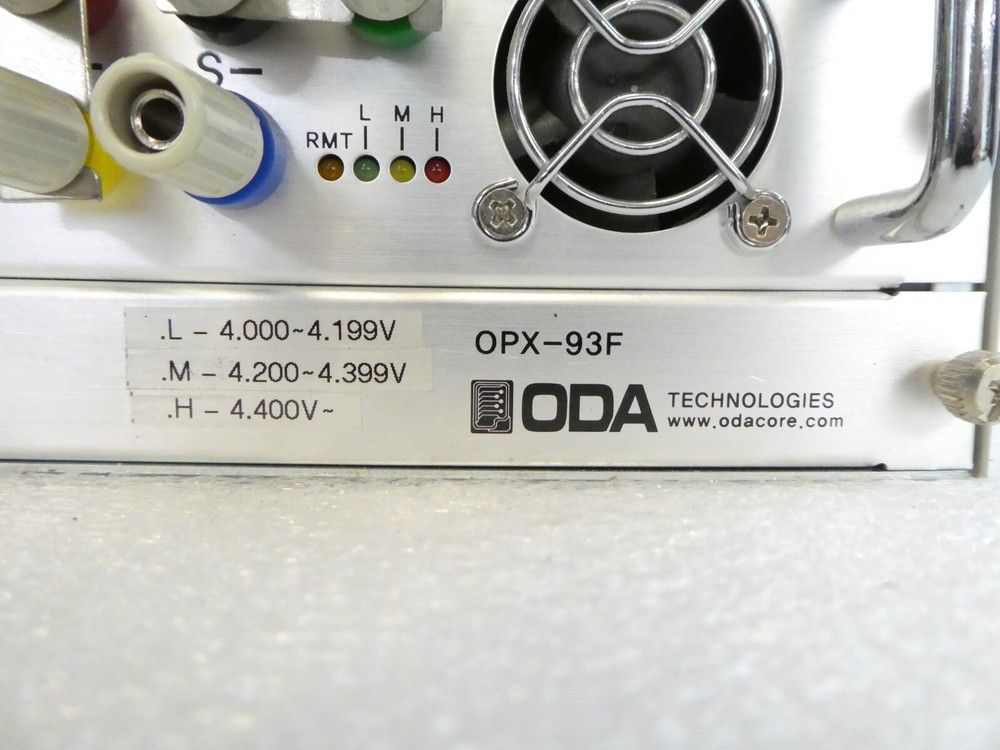 S−
L M H
RMT
.L − 4.000~4.199V
.M − 4.200~4.399V
.H − 4.400V~
OPX−93F
ODA TECHNOLOGIES
www.odacore.com